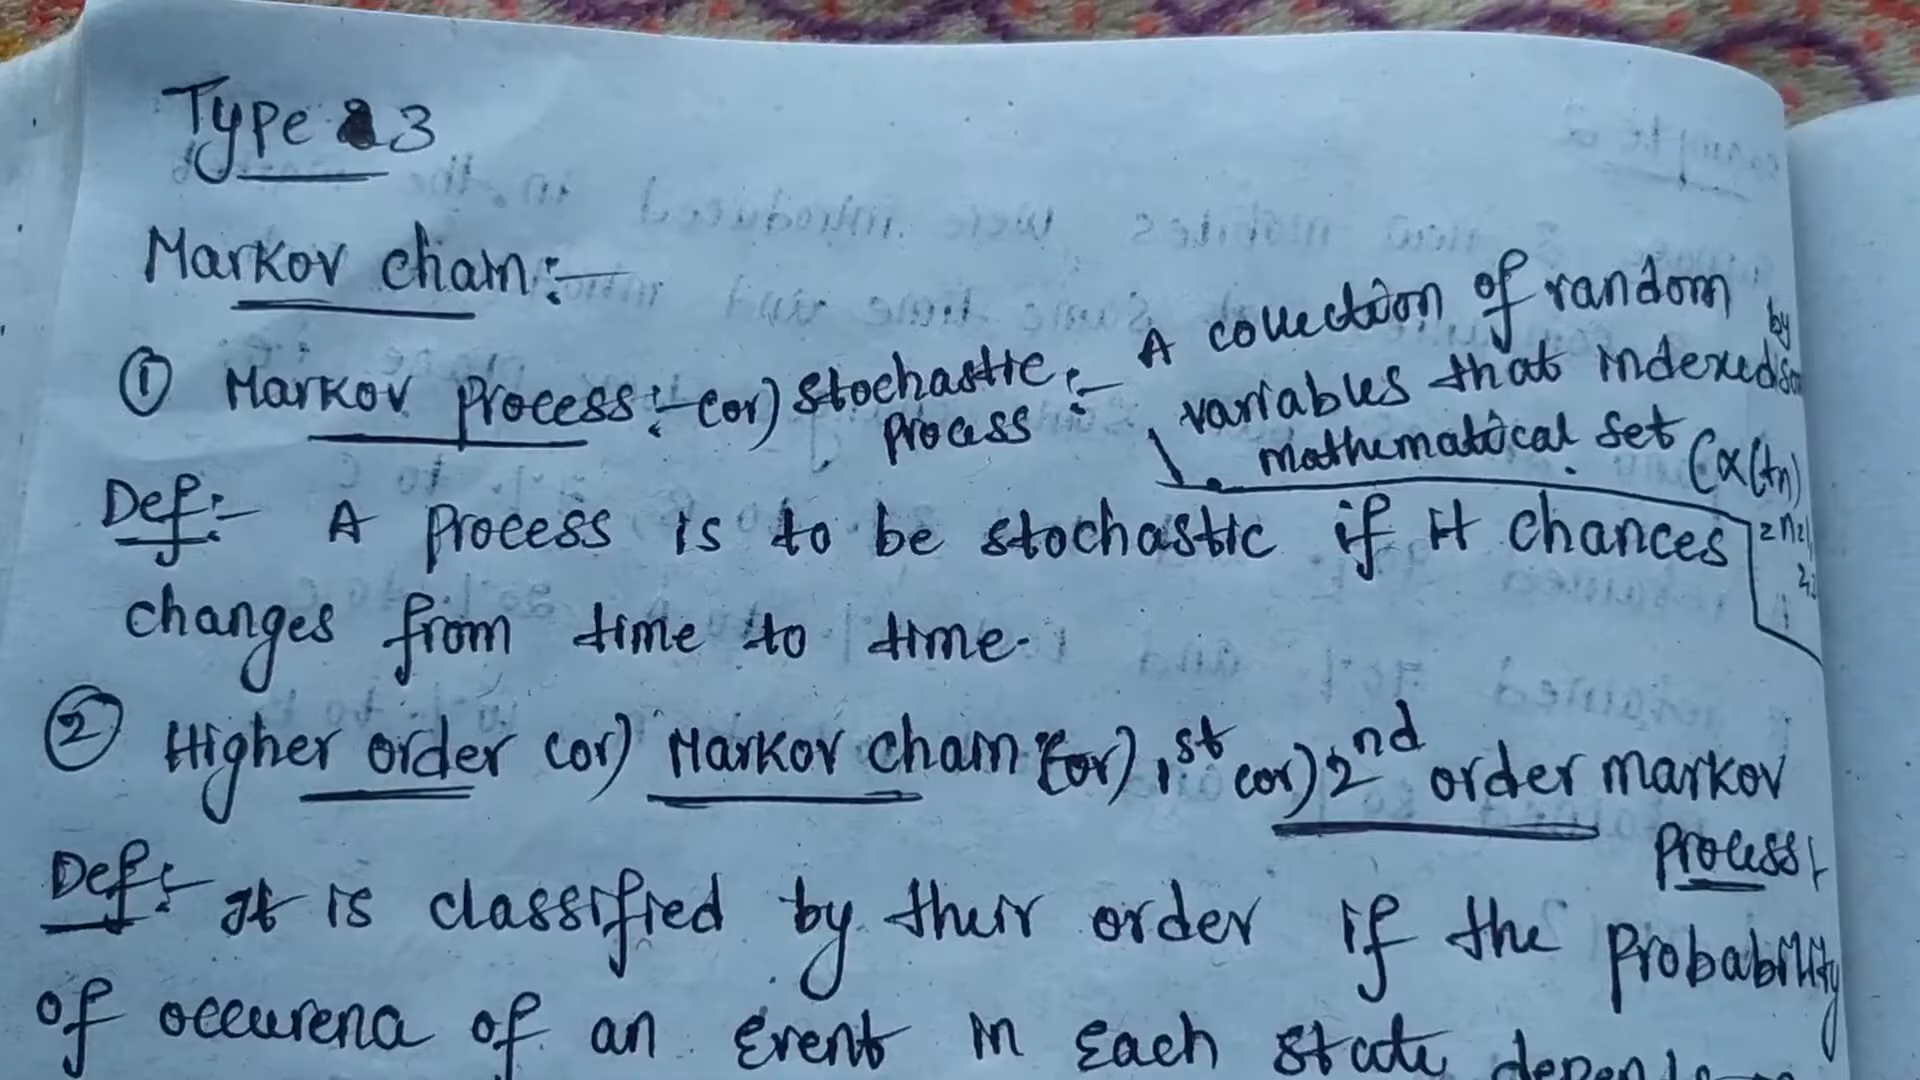 Type 3
Markov chain:-
① Markov Process:- (or) Stochastic process :- A collection of random
variables that indexed by
mathematical set (x(tn)
Def:- A process is to be stochastic if it chances
changes from time to time.
② Higher order (or) Markov chain (or) 1st (or) 2nd order markov
process
Def:- It is classified by their order if the probability
of occurena of an Event in Each state depends